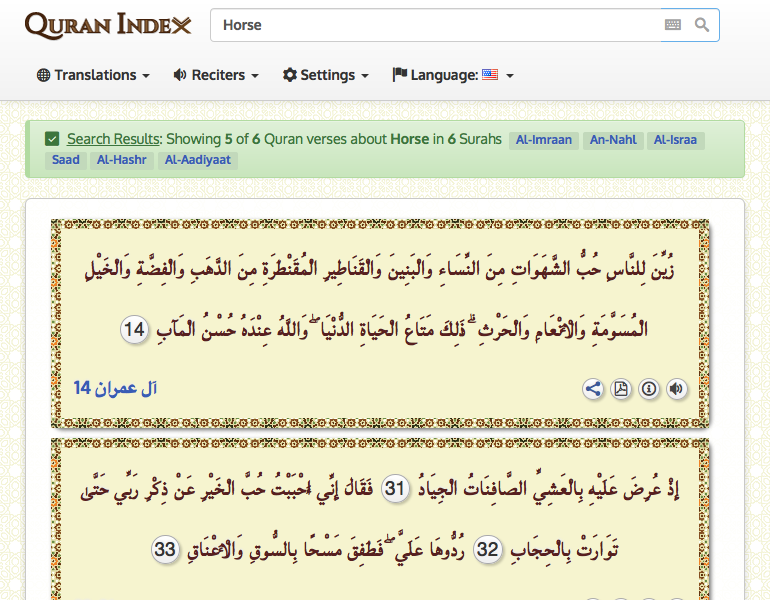 QURAN INDEX
Horse
Translations Reciters Settings Language:
Search Results: Showing 5 of 6 Quran verses about Horse in 6 Surahs Al-Imraan An-Nahl Al-Israa
Saad Al-Hashr Al-Aadiyaat
زُيِّنَ لِلنَّاسِ حُبُّ الشَّهَوَاتِ مِنَ النِّسَاءِ وَالْبَنِينَ وَالْقَنَاطِيرِ الْمُقَنْطَرَةِ مِنَ الذَّهَبِ وَالْفِضَّةِ وَالْخَيْلِ
الْمُسَوَّمَةِ وَالْأَنْعَامِ وَالْحَرْثِ ۗ ذَٰلِكَ مَتَاعُ الْحَيَاةِ الدُّنْيَا ۖ وَاللَّهُ عِنْدَهُ حُسْنُ الْمَآبِ 14
آل عمران 14
إِذْ عُرِضَ عَلَيْهِ بِالْعَشِيِّ الصَّافِنَاتُ الْجِيَادُ 31 فَقَالَ إِنِّي أَحْبَبْتُ حُبَّ الْخَيْرِ عَنْ ذِكْرِ رَبِّي حَتَّىٰ
تَوَارَتْ بِالْحِجَابِ 32 رُدُّوهَا عَلَيَّ ۖ فَطَفِقَ مَسْحًا بِالسُّوقِ وَالْأَعْنَاقِ 33